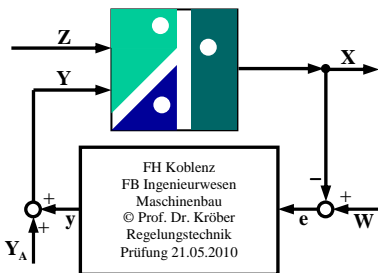 Z
Y
X
FH Koblenz
FB Ingenieurwesen
Maschinenbau
© Prof. Dr. Kröber
Regelungstechnik
Prüfung 21.05.2010
−
+
+
+
y
e
W
Y_A